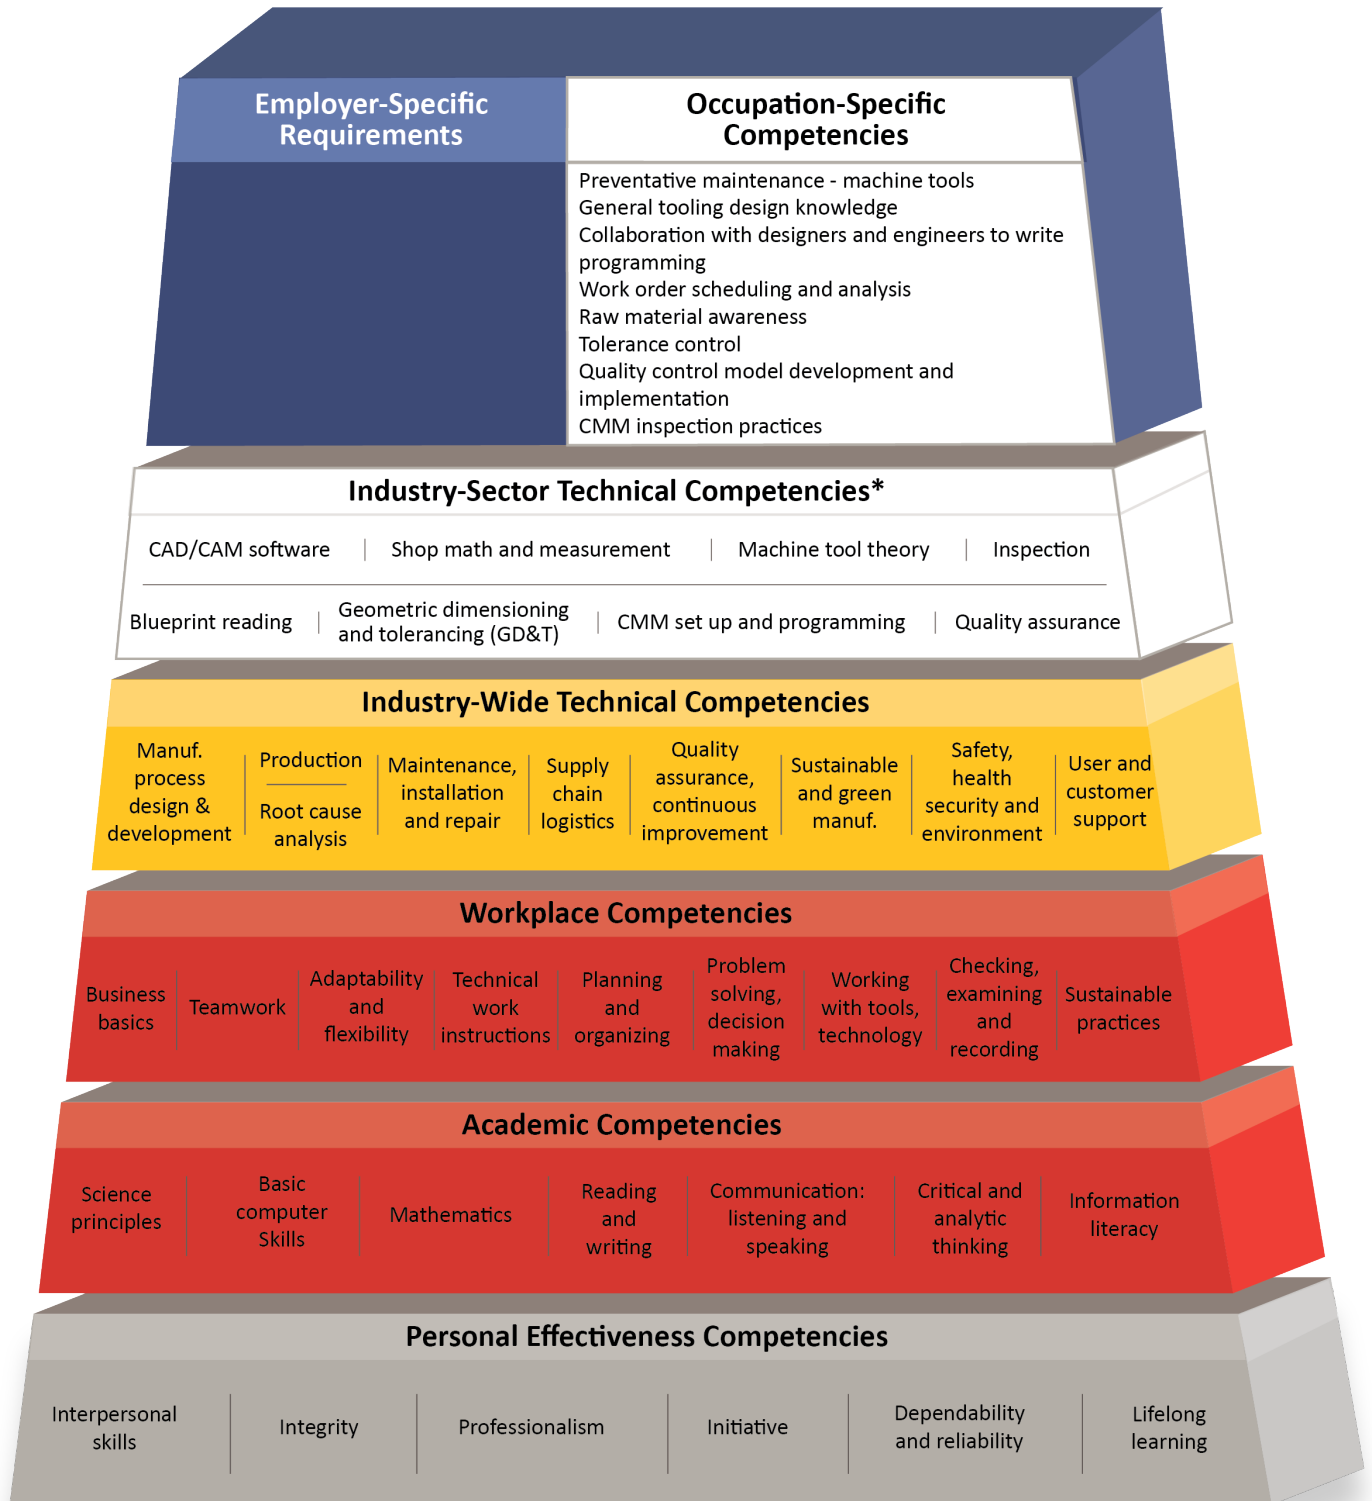 Employer-Specific
Requirements
Occupation-Specific
Competencies
Preventative maintenance - machine tools
General tooling design knowledge
Collaboration with designers and engineers to write
programming
Work order scheduling and analysis
Raw material awareness
Tolerance control
Quality control model development and
implementation
CMM inspection practices
Industry-Sector Technical Competencies*
CAD/CAM software
Shop math and measurement
Machine tool theory
Inspection
Blueprint reading
Geometric dimensioning
and tolerancing (GD&T)
CMM set up and programming
Quality assurance
Industry-Wide Technical Competencies
Manuf.
process
design &
development
Production
Root cause
analysis
Maintenance,
installation
and repair
Supply
chain
logistics
Quality
assurance,
continuous
improvement
Sustainable
and green
manuf.
Safety,
health
security and
environment
User and
customer
support
Workplace Competencies
Business
basics
Teamwork
Adaptability
and
flexibility
Technical
work
instructions
Planning
and
organizing
Problem
solving,
decision
making
Working
with tools,
technology
Checking,
examining
and
recording
Sustainable
practices
Academic Competencies
Science
principles
Basic
computer
Skills
Mathematics
Reading
and
writing
Communication:
listening and
speaking
Critical and
analytic
thinking
Information
literacy
Personal Effectiveness Competencies
Interpersonal
skills
Integrity
Professionalism
Initiative
Dependability
and reliability
Lifelong
learning